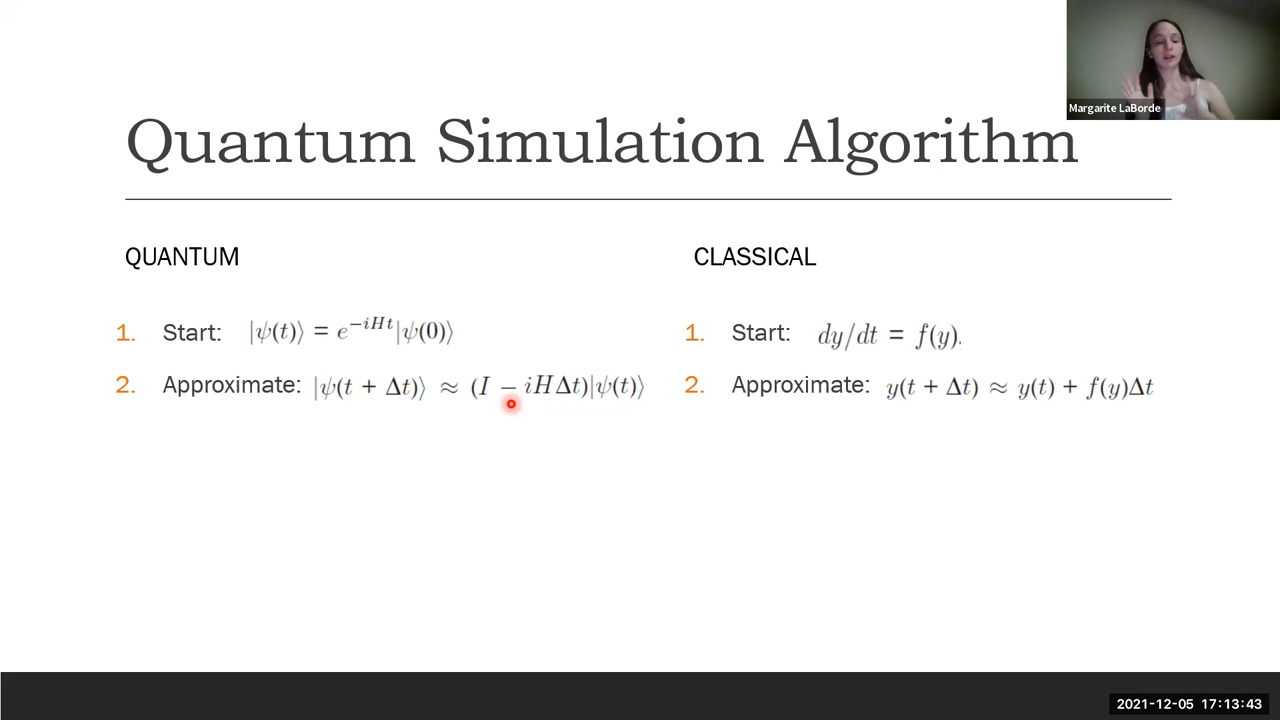 Margarite LaBorde
Quantum Simulation Algorithm
QUANTUM
1. Start: |ψ(t)⟩ = e^{−iHt}|ψ(0)⟩
2. Approximate: |ψ(t + Δt)⟩ ≈ (I − iHΔt)|ψ(t)⟩
CLASSICAL
1. Start: dy/dt = f(y).
2. Approximate: y(t + Δt) ≈ y(t) + f(y)Δt
2021-12-05 17:13:43